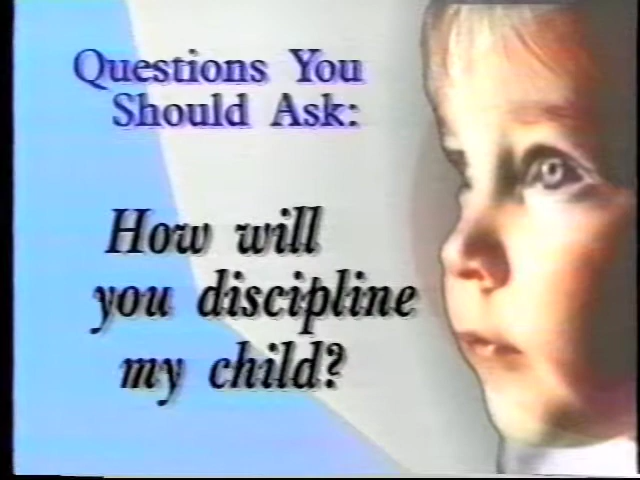 Questions You
Should Ask:
How will
you discipline
my child?